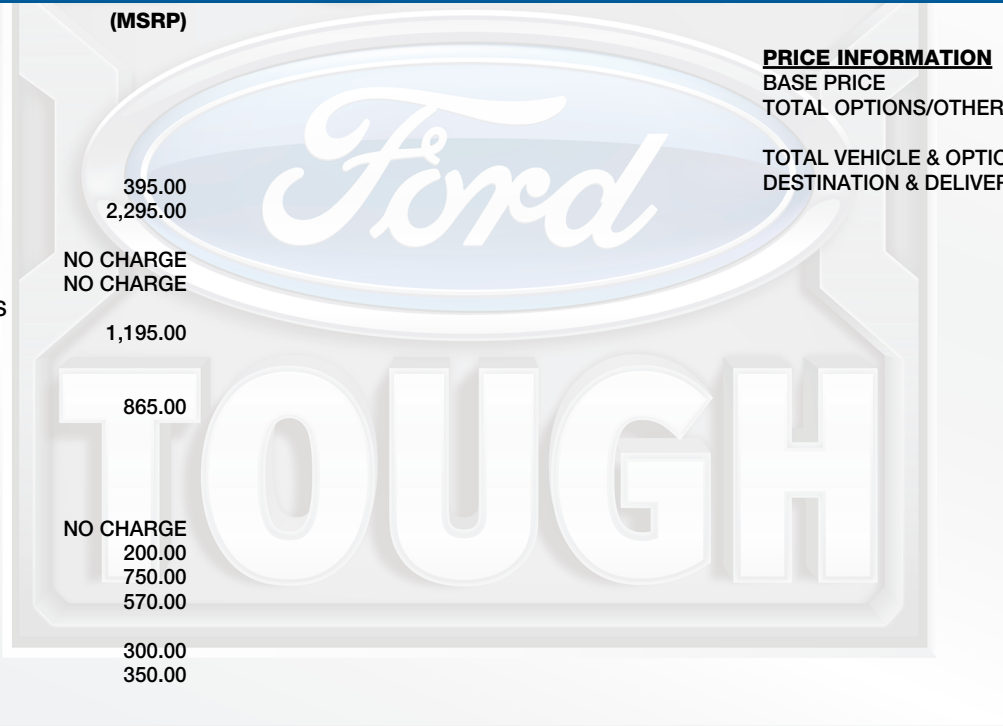 (MSRP)
395.00
2,295.00
NO CHARGE
NO CHARGE
S
1,195.00
865.00
NO CHARGE
200.00
750.00
570.00
300.00
350.00
PRICE INFORMATION
BASE PRICE
TOTAL OPTIONS/OTHER
TOTAL VEHICLE & OPTIO
DESTINATION & DELIVER
Ford
TOUGH